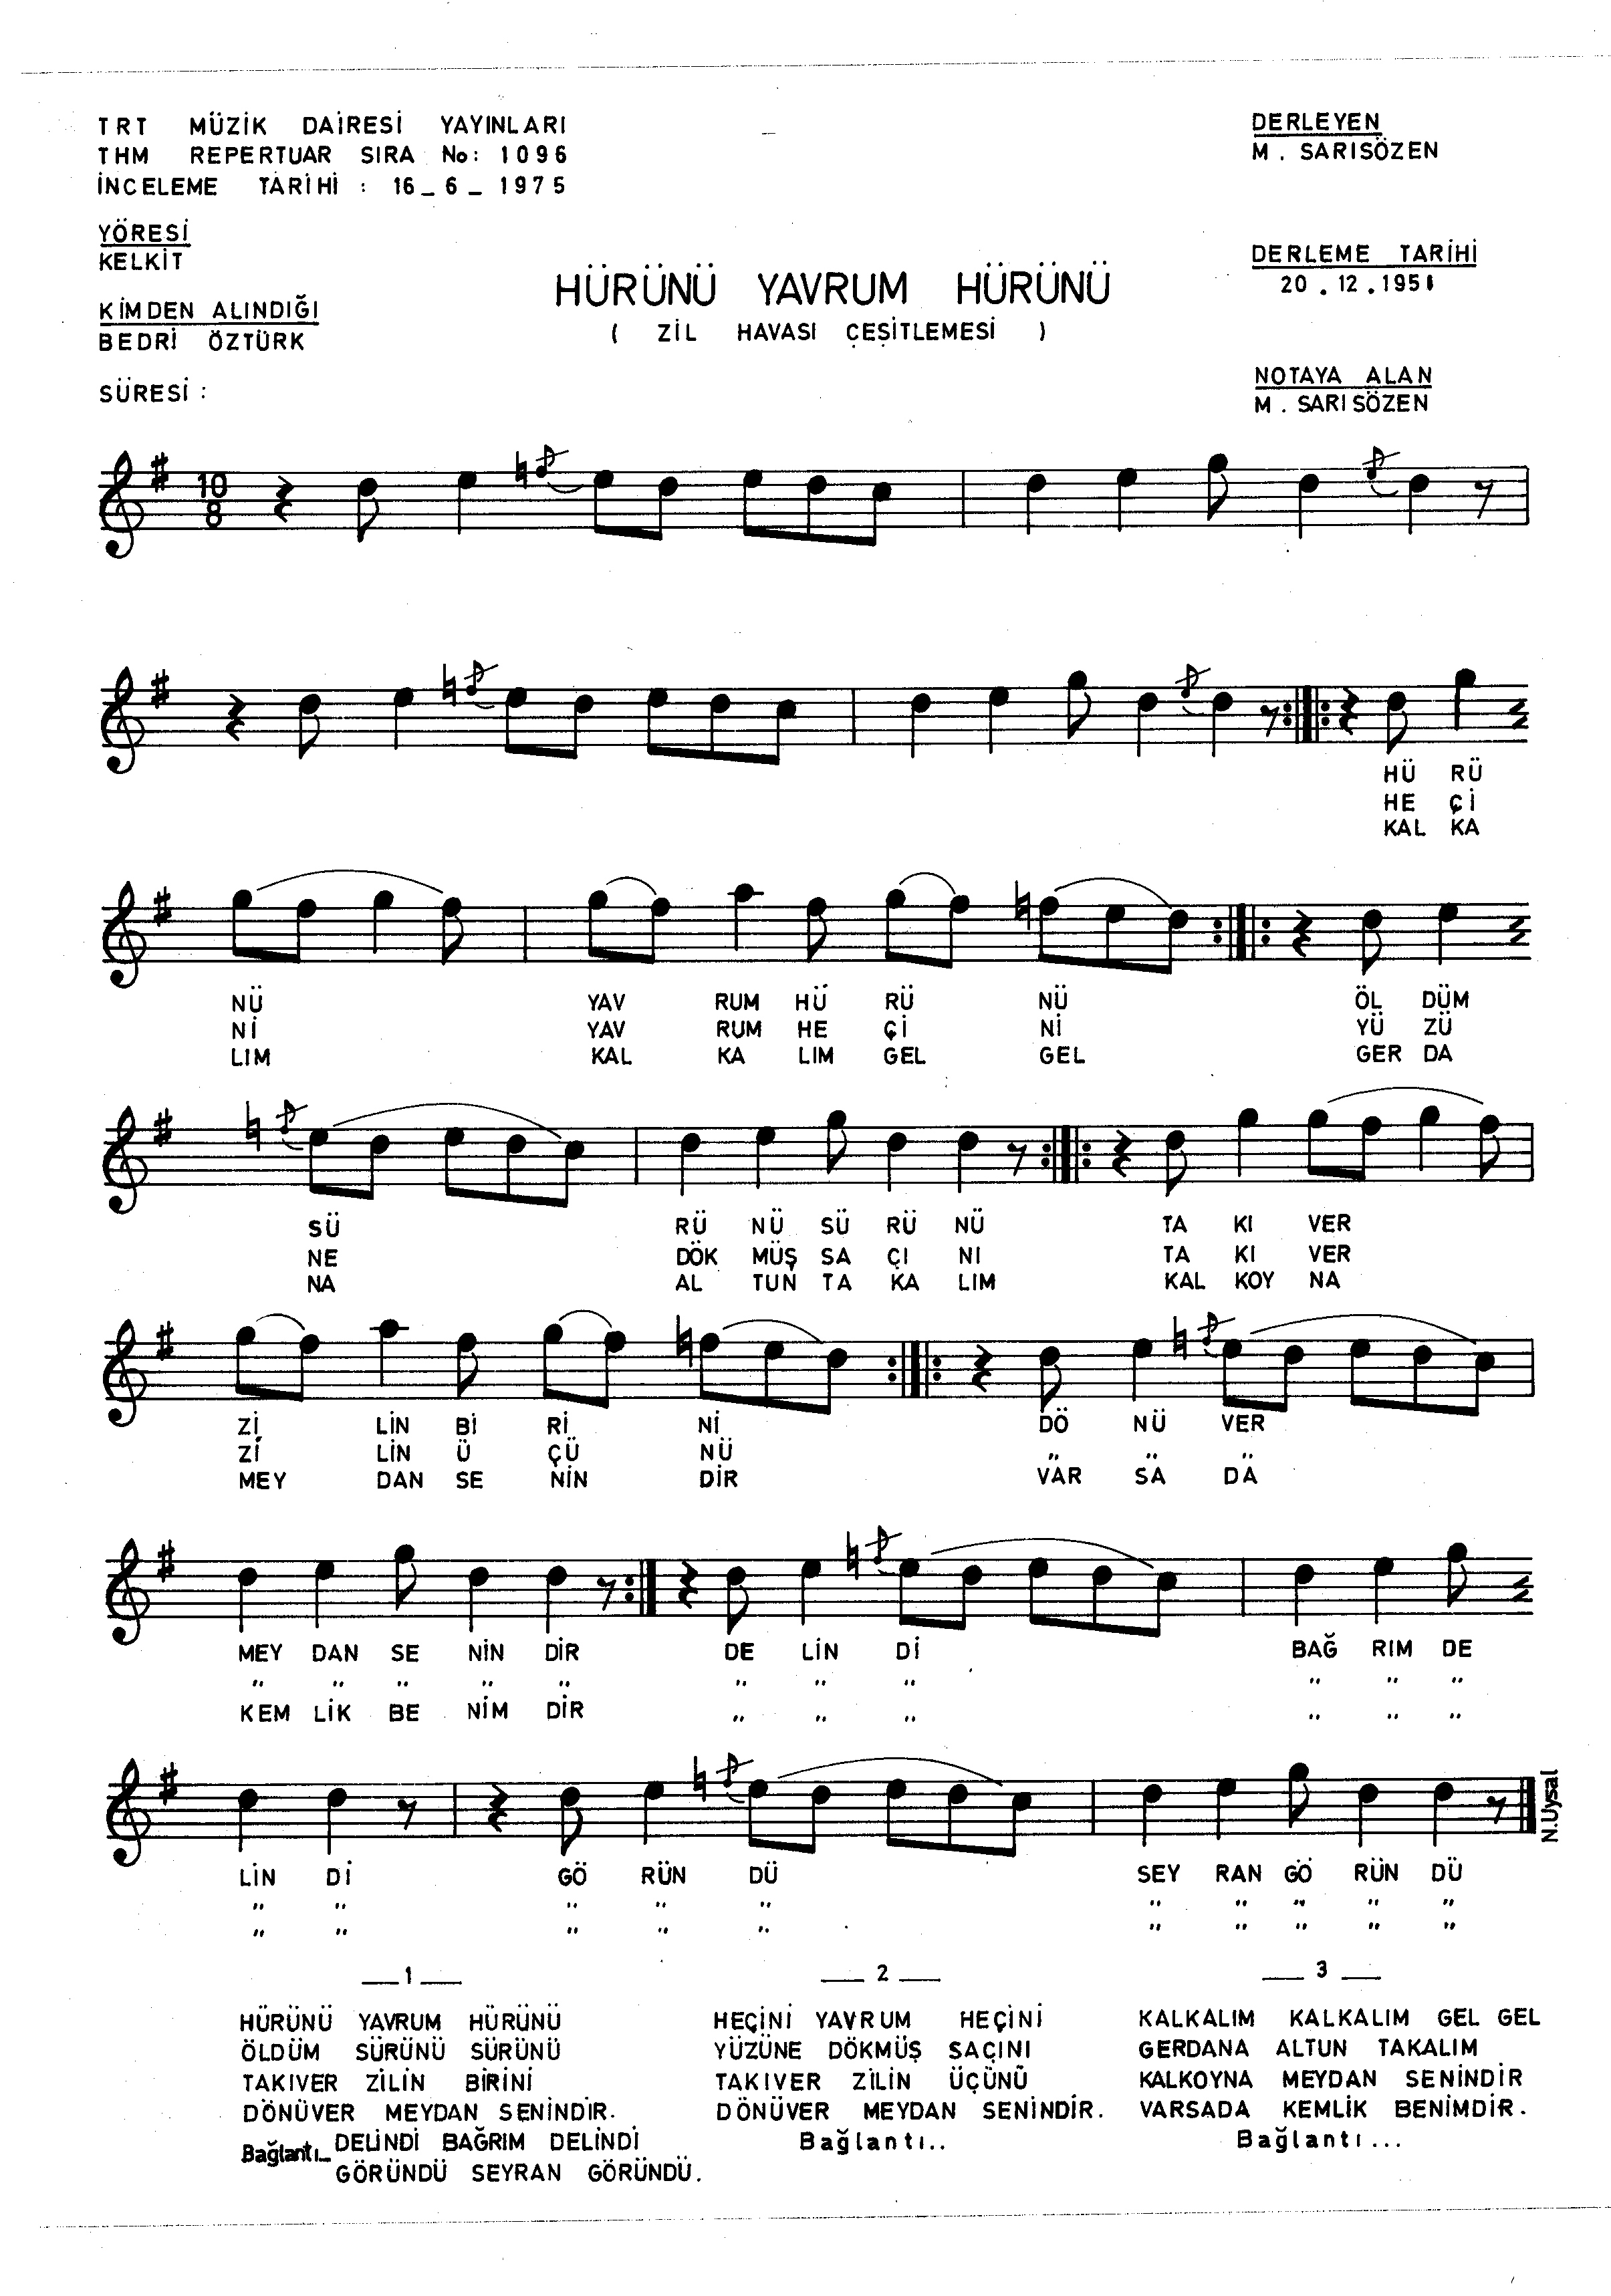 TRT MÜZİK DAİRESİ YAYINLARI
THM REPERTUAR SIRA No: 1096
İNCELEME TARİHİ : 16_6_1975
DERLEYEN
M. SARISÖZEN
YÖRESİ
KELKİT
DERLEME TARİHİ
20.12.1951
HÜRÜNÜ YAVRUM HÜRÜNÜ
( ZİL HAVASI ÇEŞİTLEMESİ )
KİMDEN ALINDIĞI
BEDRİ ÖZTÜRK
SÜRESİ :
NOTAYA ALAN
M. SARISÖZEN
10
8
HÜ RÜ
HE Çİ
KAL KA
NÜ YAV RUM HÜ RÜ NÜ ÖL DÜM
Nİ YAV RUM HE Çİ Nİ YÜ ZÜ
LIM KAL KA LIM GEL GEL GER DA
SÜ RÜ NÜ SÜ RÜ NÜ TA KI VER
NE DÖK MÜŞ SA ÇI NI TA KI VER
NA AL TUN TA KA LIM KAL KOY NA
Zİ LİN Bİ Rİ Nİ DÖ NÜ VER
Zİ LİN Ü ÇÜ NÜ " " "
MEY DAN SE NİN DİR VAR SA DA
MEY DAN SE NİN DİR DE LİN Dİ BAĞ RIM DE
" " " " " " " " " " "
KEM LİK BE NİM DİR " " " " " "
LİN Dİ GÖ RÜN DÜ SEY RAN GÖ RÜN DÜ
" " " " " " " " " "
" " " " " " " " " "
N.Uysal
_1_
HÜRÜNÜ YAVRUM HÜRÜNÜ
ÖLDÜM SÜRÜNÜ SÜRÜNÜ
TAKIVER ZİLİN BİRİNİ
DÖNÜVER MEYDAN SENİNDİR.
Bağlantı_ DELİNDİ BAĞRIM DELİNDİ
GÖRÜNDÜ SEYRAN GÖRÜNDÜ.
_2_
HEÇİNİ YAVRUM HEÇİNİ
YÜZÜNE DÖKMÜŞ SAÇINI
TAKIVER ZİLİN ÜÇÜNÜ
DÖNÜVER MEYDAN SENİNDİR.
Bağlantı..
_3_
KALKALIM KALKALIM GEL GEL
GERDANA ALTUN TAKALIM
KALKOYNA MEYDAN SENİNDİR
VARSADA KEMLİK BENİMDİR.
Bağlantı...